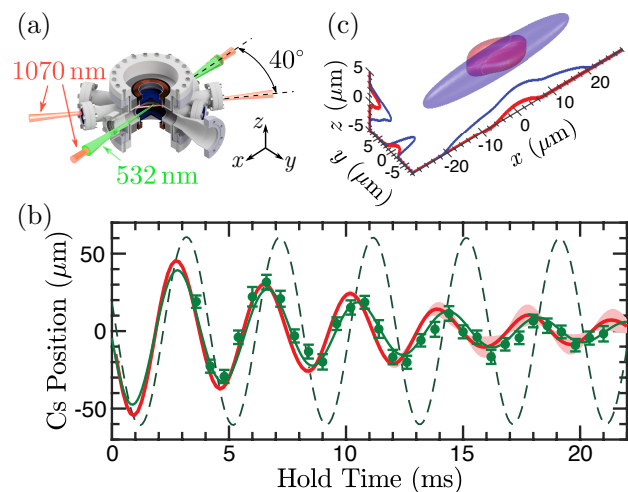 (a)
1070 nm
40°
532 nm
z
x
y
(c)
z (μm)
5
0
-5
y (μm)
5
0
-5
-20
-10
0
10
20
x (μm)
(b)
Cs Position (μm)
50
0
-50
0
5
10
15
20
Hold Time (ms)